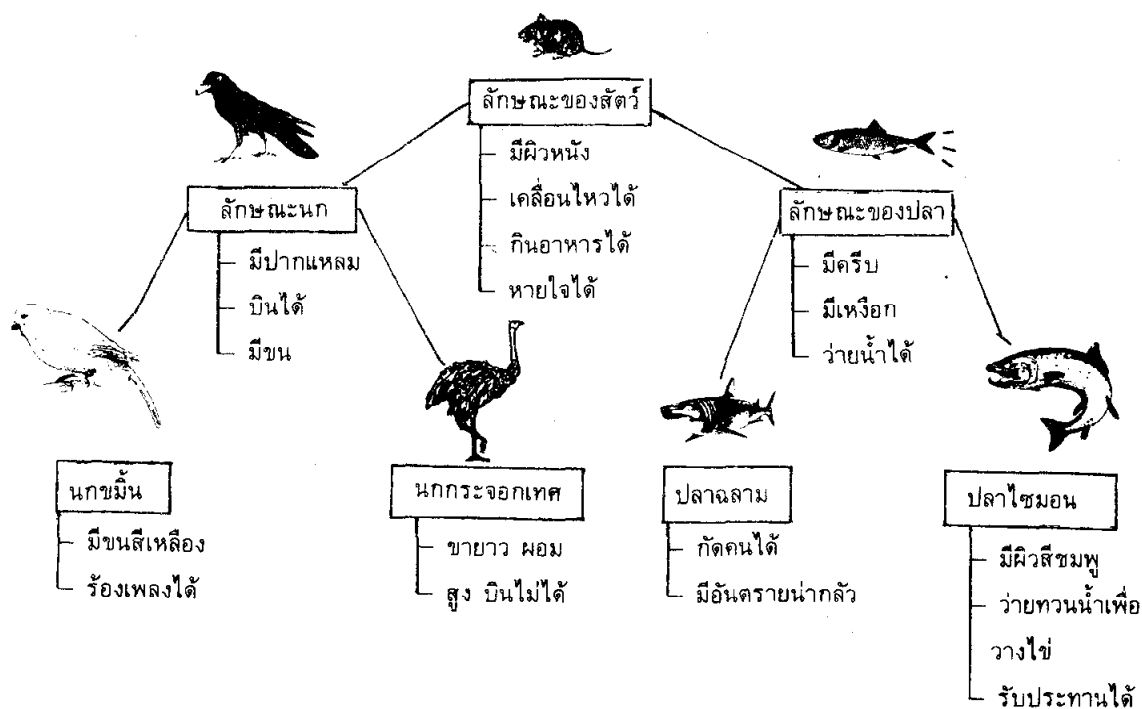 ลักษณะของสัตว์
มีผิวหนัง
เคลื่อนไหวได้
กินอาหารได้
หายใจได้
ลักษณะนก
มีปากแหลม
บินได้
มีขน
ลักษณะของปลา
มีครีบ
มีเหงือก
ว่ายน้ำได้
นกขมิ้น
มีขนสีเหลือง
ร้องเพลงได้
นกกระจอกเทศ
ขายาว ผอม
สูง บินไม่ได้
ปลาฉลาม
กัดคนได้
มีอันตรายน่ากลัว
ปลาไซมอน
มีผิวสีชมพู
ว่ายทวนน้ำเพื่อ
วางไข่
รับประทานได้